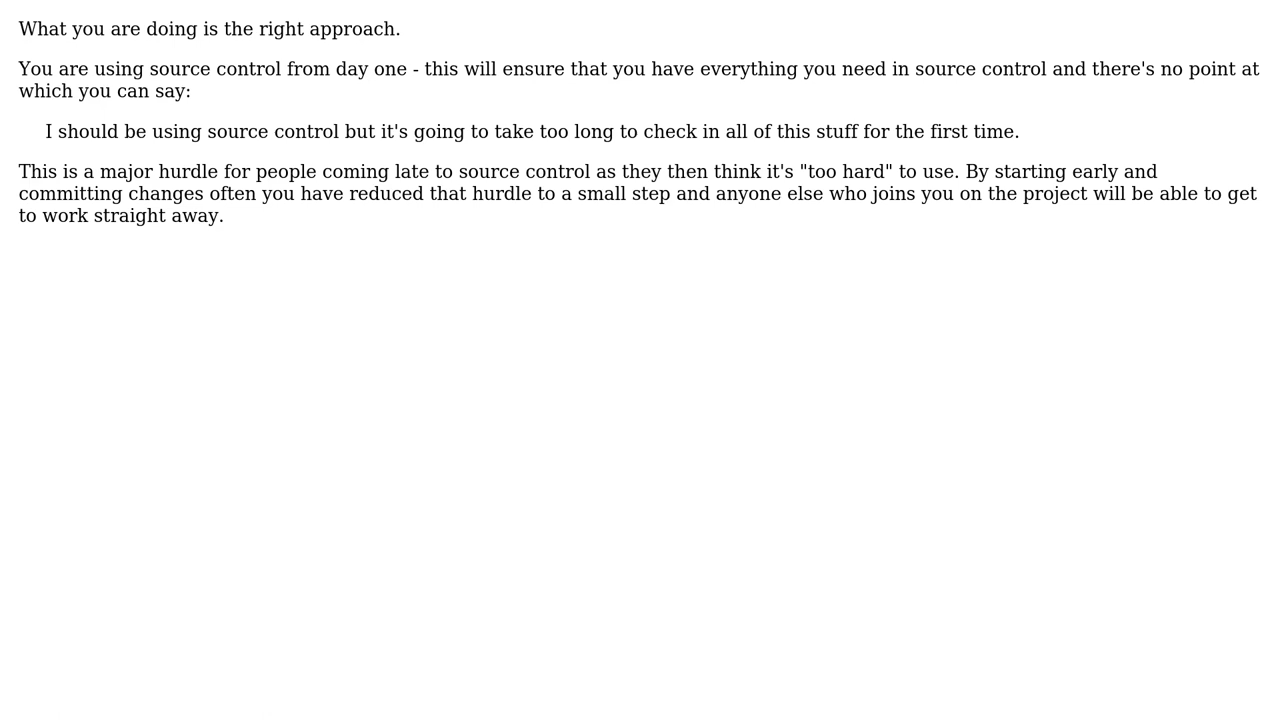 What you are doing is the right approach.
You are using source control from day one - this will ensure that you have everything you need in source control and there's no point at
which you can say:
I should be using source control but it's going to take too long to check in all of this stuff for the first time.
This is a major hurdle for people coming late to source control as they then think it's "too hard" to use. By starting early and
committing changes often you have reduced that hurdle to a small step and anyone else who joins you on the project will be able to get
to work straight away.